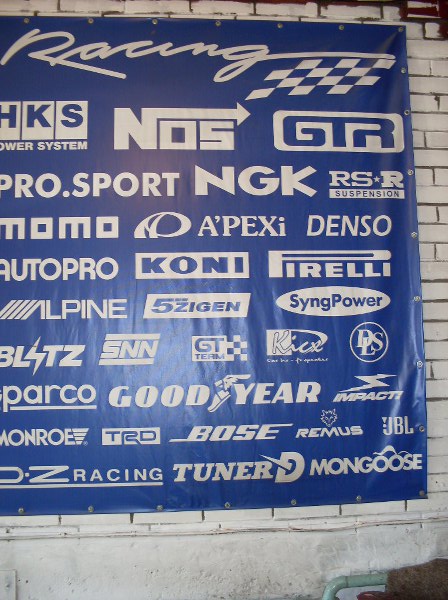 Racing
HKS NOS GTR
POWER SYSTEM
PRO.SPORT NGK RS★R
SUSPENSION
momo A'PEXi DENSO
AUTOPRO KONI PIRELLI
ALPINE 5ZIGEN SyngPower
BLITZ SNN GT TEAM Kicx DLS
sparco GOODYEAR IMPACT!
MONROE TRD BOSE REMUS JBL
D·Z RACING TUNER D MONGOOSE